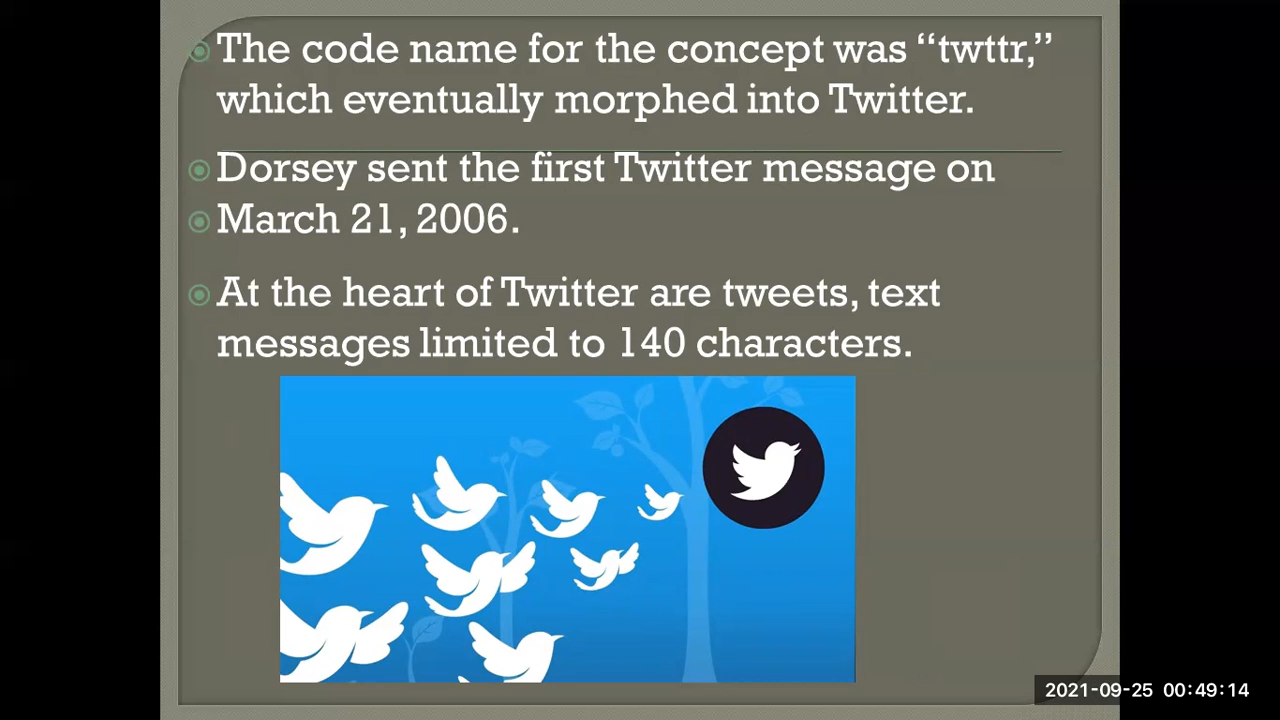 The code name for the concept was “twttr,”
which eventually morphed into Twitter.
Dorsey sent the first Twitter message on
March 21, 2006.
At the heart of Twitter are tweets, text
messages limited to 140 characters.
2021-09-25 00:49:14